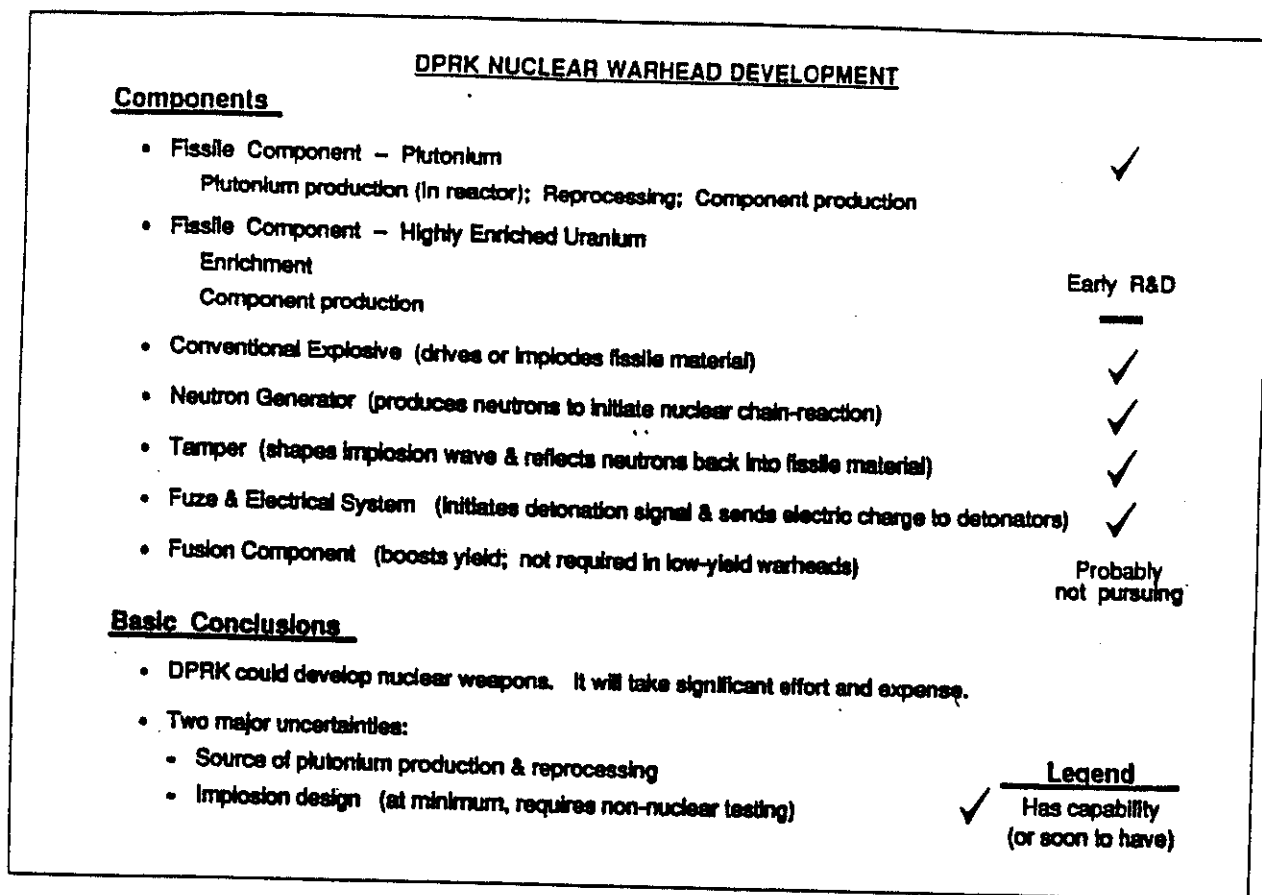 DPRK NUCLEAR WARHEAD DEVELOPMENT
Components
• Fissile Component – Plutonium ✓
Plutonium production (in reactor); Reprocessing; Component production
• Fissile Component – Highly Enriched Uranium
Enrichment Early R&D
Component production —
• Conventional Explosive (drives or implodes fissile material) ✓
• Neutron Generator (produces neutrons to initiate nuclear chain-reaction) ✓
• Tamper (shapes implosion wave & reflects neutrons back into fissile material) ✓
• Fuze & Electrical System (initiates detonation signal & sends electric charge to detonators) ✓
• Fusion Component (boosts yield; not required in low-yield warheads) Probably
not pursuing
Basic Conclusions
• DPRK could develop nuclear weapons. It will take significant effort and expense.
• Two major uncertainties:
- Source of plutonium production & reprocessing
- Implosion design (at minimum, requires non-nuclear testing)
Legend
✓ Has capability
(or soon to have)